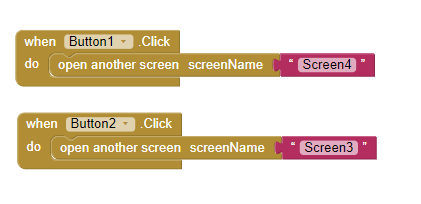 when Button1 .Click
do open another screen screenName " Screen4 "
when Button2 .Click
do open another screen screenName " Screen3 "